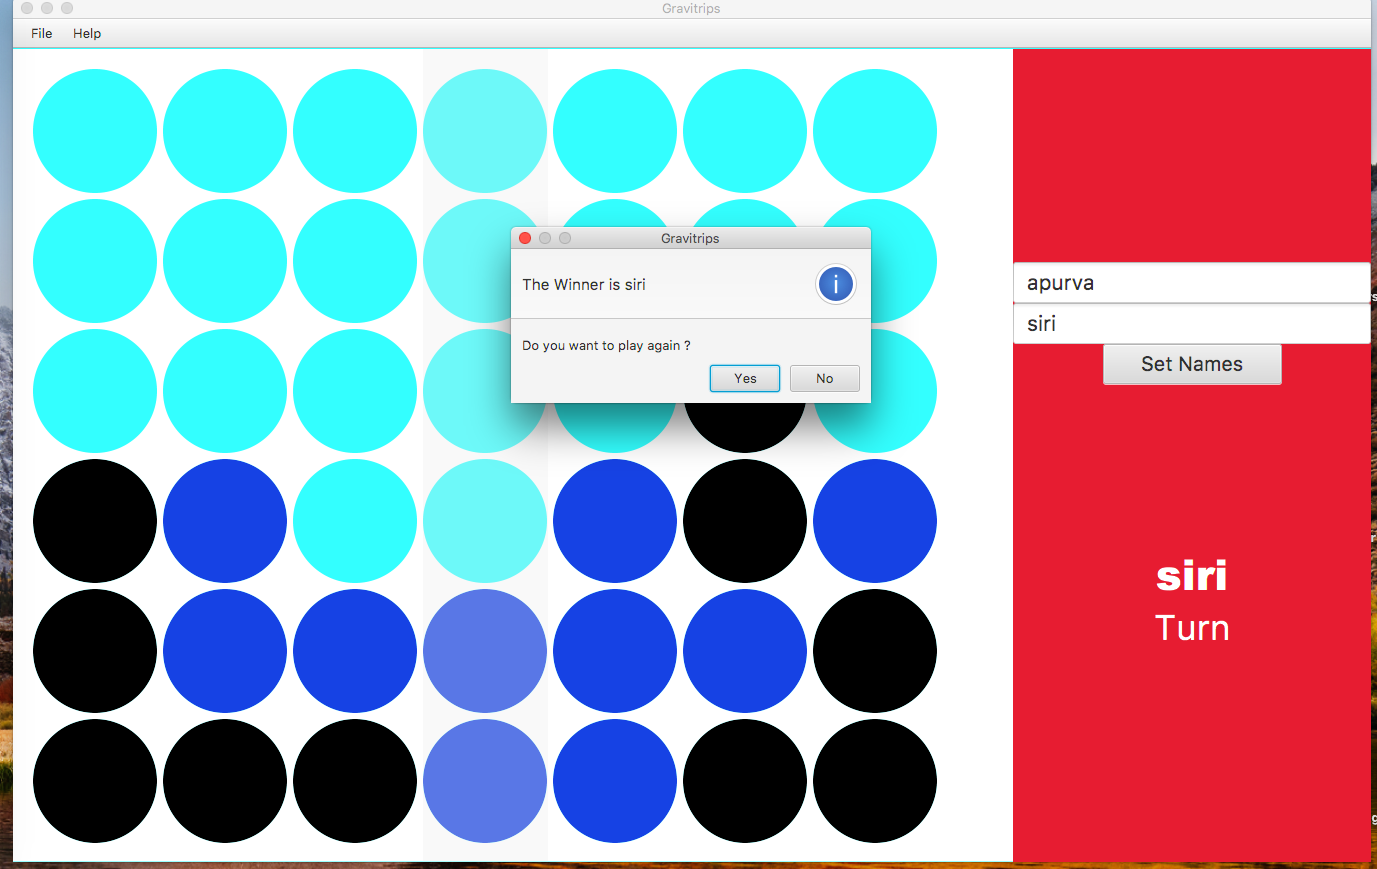 Gravitrips
File Help
Gravitrips
The Winner is siri
i
Do you want to play again ?
Yes No
apurva
siri
Set Names
siri
Turn
s
r
g